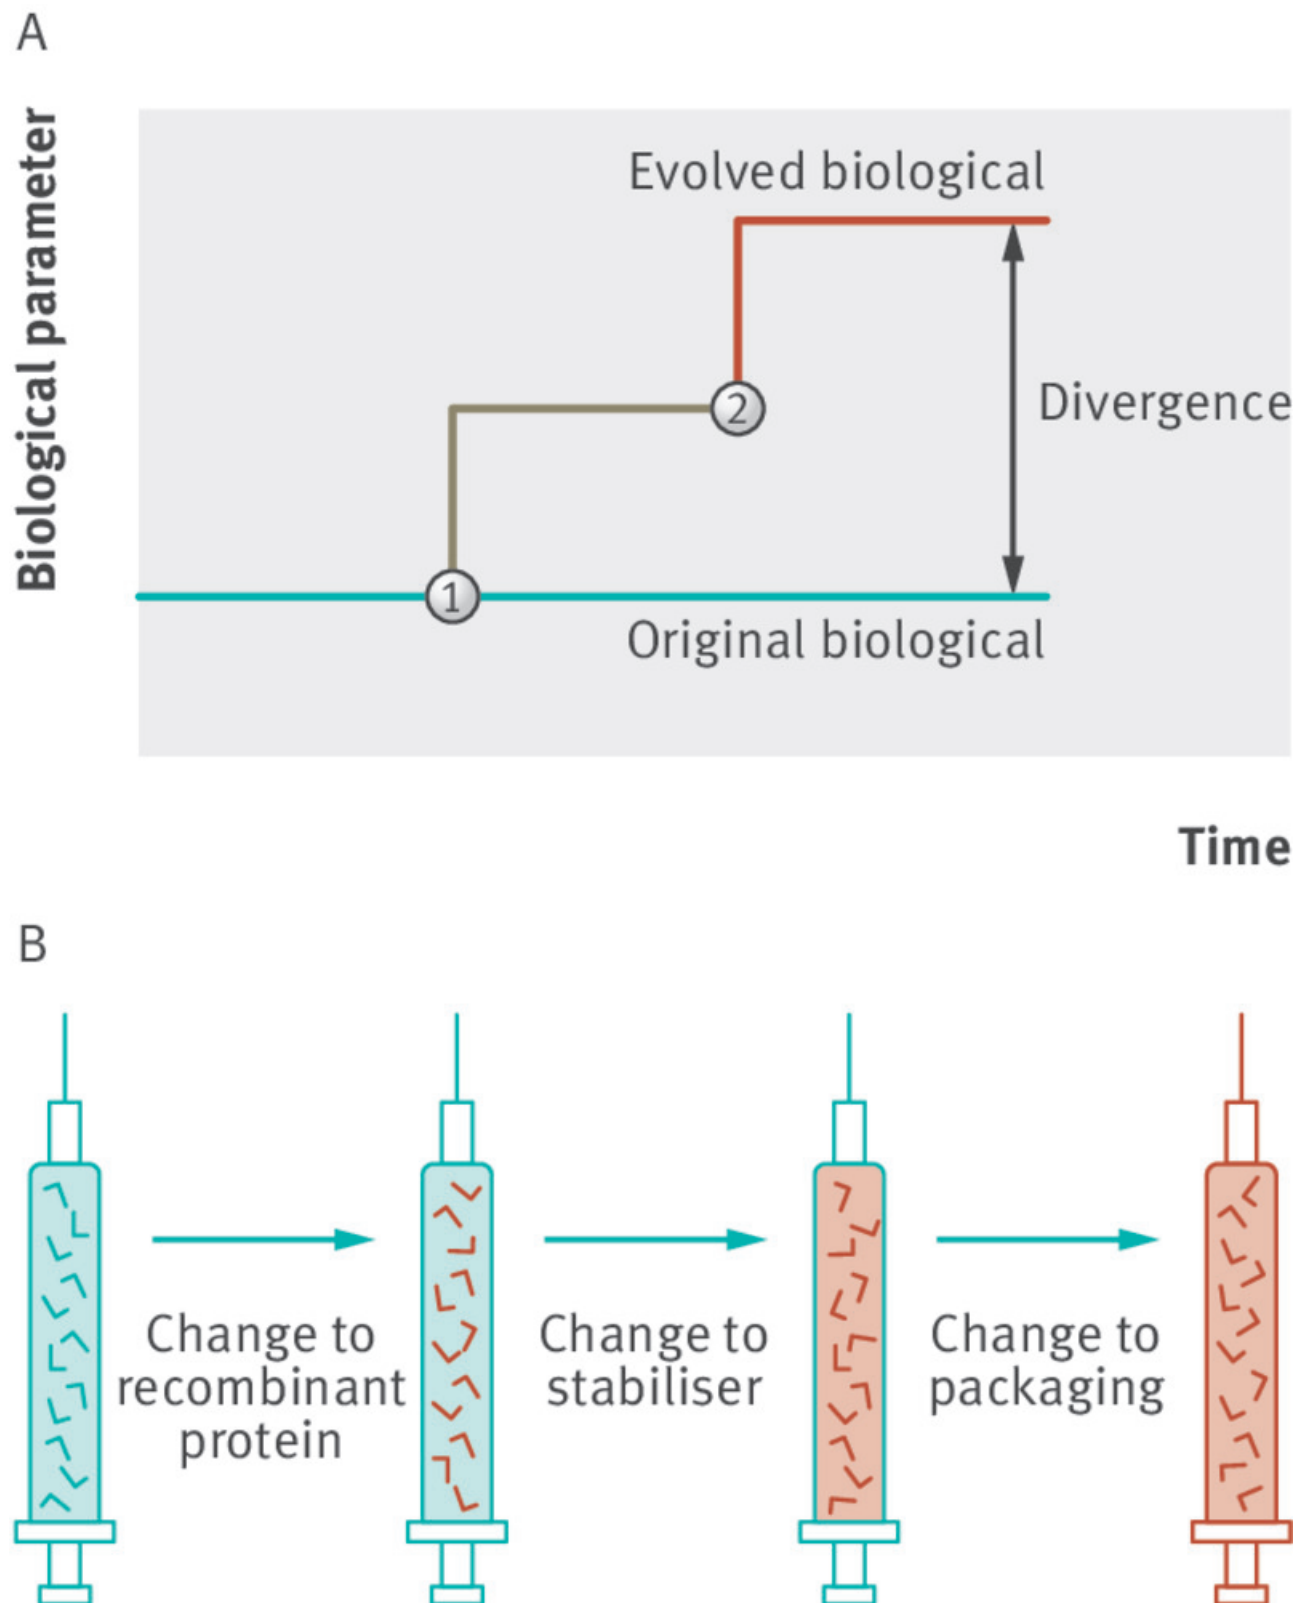 A
Biological parameter
Evolved biological
2
Divergence
1
Original biological
Time
B
Change to
recombinant
protein
Change to
stabiliser
Change to
packaging